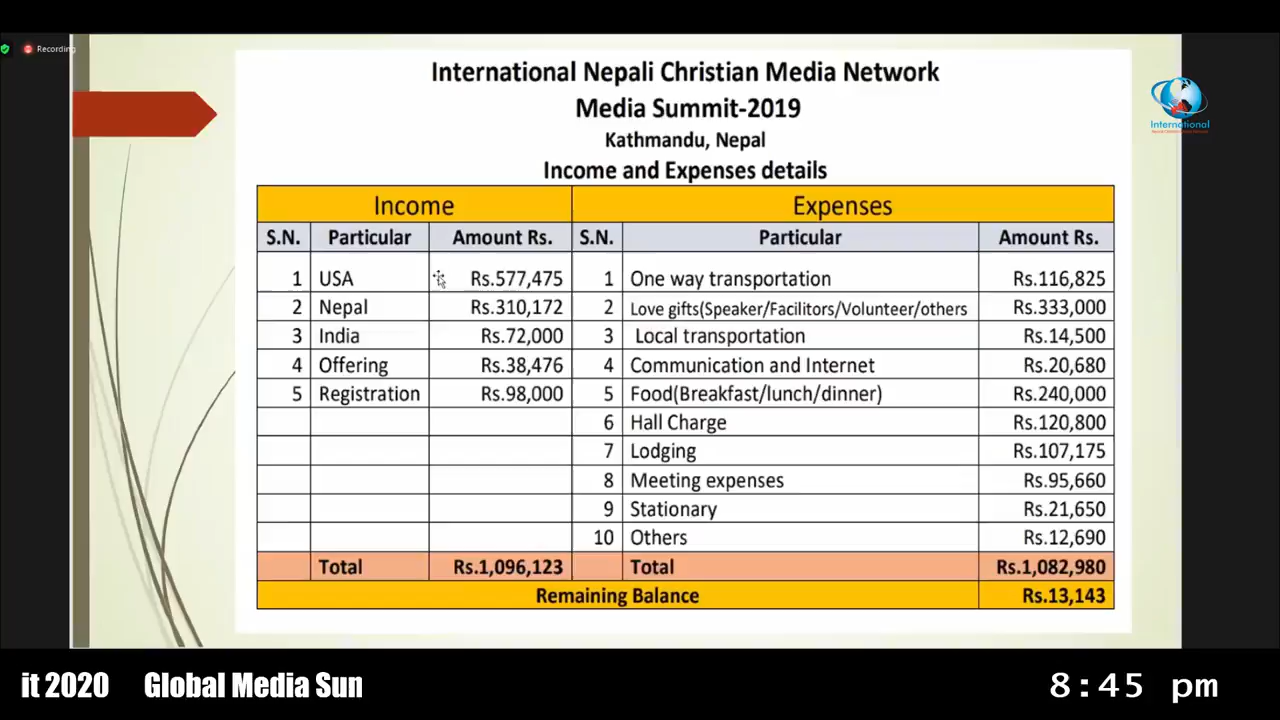 Recording
International Nepali Christian Media Network
Media Summit-2019
Kathmandu, Nepal
Income and Expenses details
International
Income Expenses
S.N. Particular Amount Rs. S.N. Particular Amount Rs.
1 USA Rs.577,475 1 One way transportation Rs.116,825
2 Nepal Rs.310,172 2 Love gifts(Speaker/Facilitors/Volunteer/others Rs.333,000
3 India Rs.72,000 3 Local transportation Rs.14,500
4 Offering Rs.38,476 4 Communication and Internet Rs.20,680
5 Registration Rs.98,000 5 Food(Breakfast/lunch/dinner) Rs.240,000
6 Hall Charge Rs.120,800
7 Lodging Rs.107,175
8 Meeting expenses Rs.95,660
9 Stationary Rs.21,650
10 Others Rs.12,690
Total Rs.1,096,123 Total Rs.1,082,980
Remaining Balance Rs.13,143
it 2020 Global Media Sun
8:45 pm